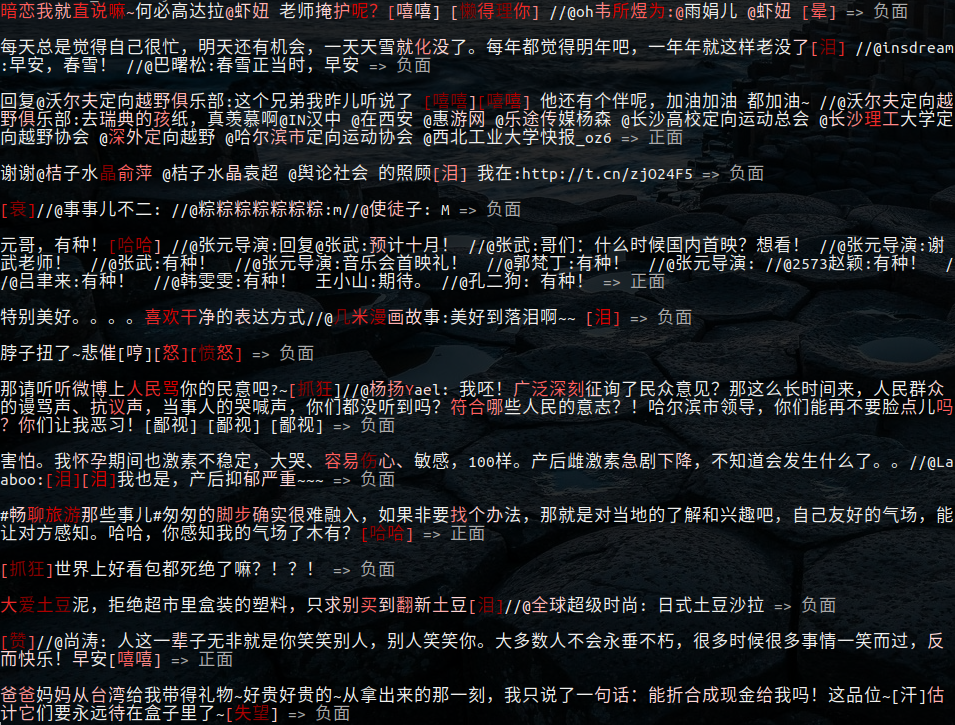 暗恋我就直说嘛~何必高达拉@虾妞 老师掩护呢？[嘻嘻] [懒得理你] //@oh韦所煜为:@雨娟儿 @虾妞 [晕] => 负面
每天总是觉得自己很忙，明天还有机会，一天天雪就化没了。每年都觉得明年吧，一年年就这样老没了[泪] //@insdream
:早安，春雪！ //@巴曙松:春雪正当时，早安 => 负面
回复@沃尔夫定向越野俱乐部:这个兄弟我昨儿听说了 [嘻嘻][嘻嘻] 他还有个伴呢，加油加油 都加油~ //@沃尔夫定向越
野俱乐部:去瑞典的孩纸，真羡慕啊@IN汉中 @在西安 @惠游网 @乐途传媒杨森 @长沙高校定向运动总会 @长沙理工大学定
向越野协会 @深外定向越野 @哈尔滨市定向运动协会 @西北工业大学快报_oz6 => 正面
谢谢@桔子水晶俞萍 @桔子水晶袁超 @舆论社会 的照顾[泪] 我在:http://t.cn/zjO24F5 => 负面
[衰]//@事事儿不二: //@粽粽粽粽粽粽粽:m//@使徒子: M => 负面
元哥，有种！[哈哈] //@张元导演:回复@张武:预计十月！ //@张武:哥们：什么时候国内首映？想看！ //@张元导演:谢
武老师！ //@张武:有种！ //@张元导演:音乐会首映礼！ //@郭梵丁:有种！ //@张元导演: //@2573赵颖:有种！ /
/@吕聿来:有种！ //@韩雯雯:有种！ 王小山:期待。 //@孔二狗: 有种！ => 正面
特别美好。。。。喜欢干净的表达方式//@几米漫画故事:美好到落泪啊~~ [泪] => 负面
脖子扭了~悲催[哼][怒][愤怒] => 负面
那请听听微博上人民骂你的民意吧?~[抓狂]//@杨扬Yael: 我呸！广泛深刻征询了民众意见？那么长时间来，人民群众
的谩骂声、抗议声，当事人的哭喊声，你们都没听到吗？符合哪些人民的意志？！哈尔滨市领导，你们能再不要脸点儿吗
？你们让我恶习！[鄙视] [鄙视] [鄙视] => 负面
害怕。我怀孕期间也激素不稳定，大哭、容易伤心、敏感，100样。产后雌激素急剧下降，不知道会发生什么了。。//@La
aboo:[泪][泪]我也是，产后抑郁严重~~~ => 负面
#畅聊旅游那些事儿#匆匆的脚步确实很难融入，如果非要找个办法，那就是对当地的了解和兴趣吧，自己友好的气场，能
让对方感知。哈哈，你感知我的气场了木有？[哈哈] => 正面
[抓狂]世界上好看包都死绝了嘛？！？！ => 负面
大爱土豆泥，拒绝超市里盒装的塑料，只求别买到翻新土豆[泪]//@全球超级时尚: 日式土豆沙拉 => 负面
[赞]//@尚涛: 人这一辈子无非就是你笑笑别人，别人笑笑你。大多数人不会永垂不朽，很多时候很多事情一笑而过，反
而快乐！早安[嘻嘻] => 正面
爸爸妈妈从台湾给我带得礼物~好贵好贵的~从拿出来的那一刻，我只说了一句话：能折合成现金给我吗！这品位~[汗]估
计它们要永远待在盒子里了~[失望] => 负面